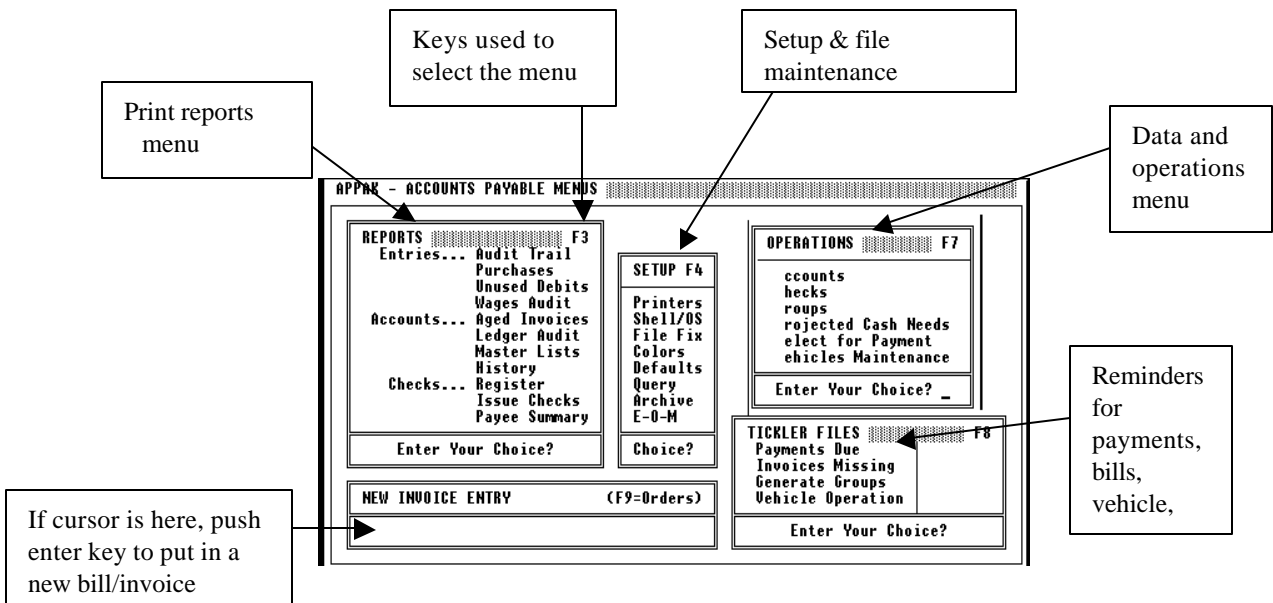 Keys used to
select the menu
Setup & file
maintenance
Print reports
menu
Data and
operations
menu
APPAK - ACCOUNTS PAYABLE MENUS
REPORTS F3
Entries... Audit Trail
Purchases
Unused Debits
Wages Audit
Accounts... Aged Invoices
Ledger Audit
Master Lists
History
Checks... Register
Issue Checks
Payee Summary
Enter Your Choice?
SETUP F4
Printers
Shell/OS
File Fix
Colors
Defaults
Query
Archive
E-O-M
Choice?
OPERATIONS F7
ccounts
hecks
roups
rojected Cash Needs
elect for Payment
ehicles Maintenance
Enter Your Choice? _
TICKLER FILES F8
Payments Due
Invoices Missing
Generate Groups
Vehicle Operation
Enter Your Choice?
Reminders
for
payments,
bills,
vehicle,
NEW INVOICE ENTRY (F9=Orders)
If cursor is here, push
enter key to put in a
new bill/invoice